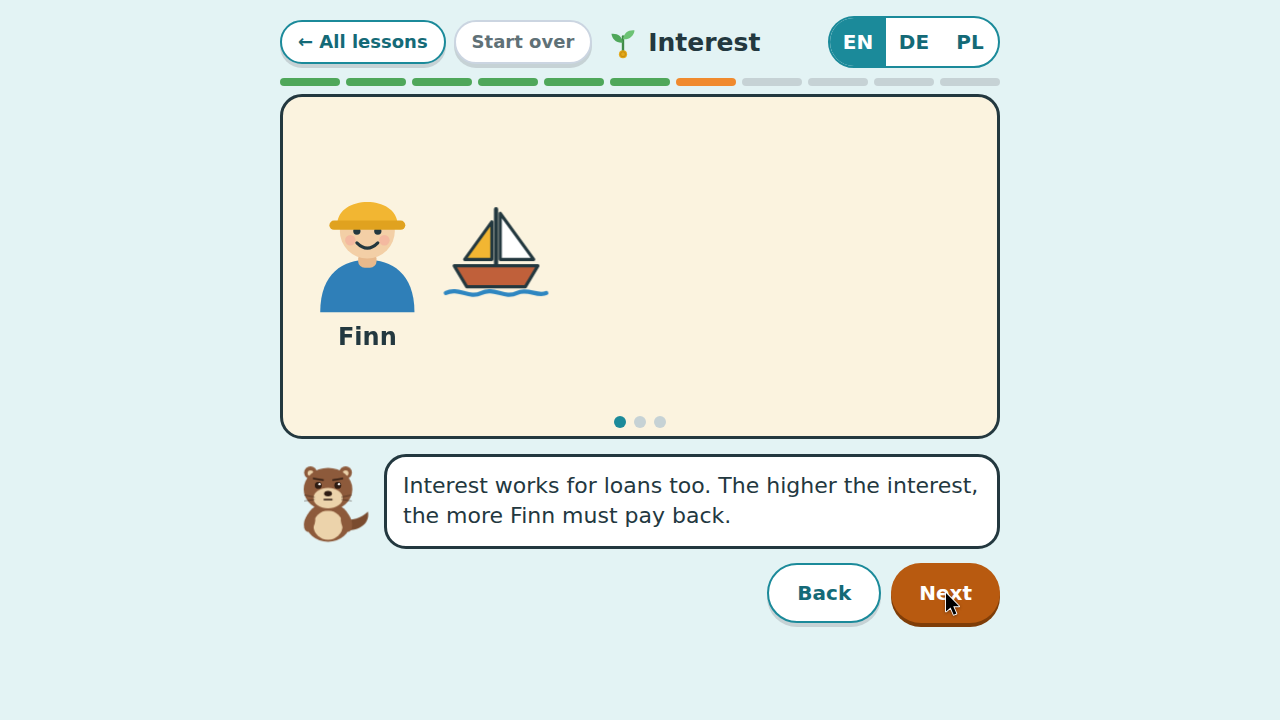 ← All lessons
Start over
Interest
EN DE PL
Finn
Interest works for loans too. The higher the interest,
the more Finn must pay back.
Back
Next